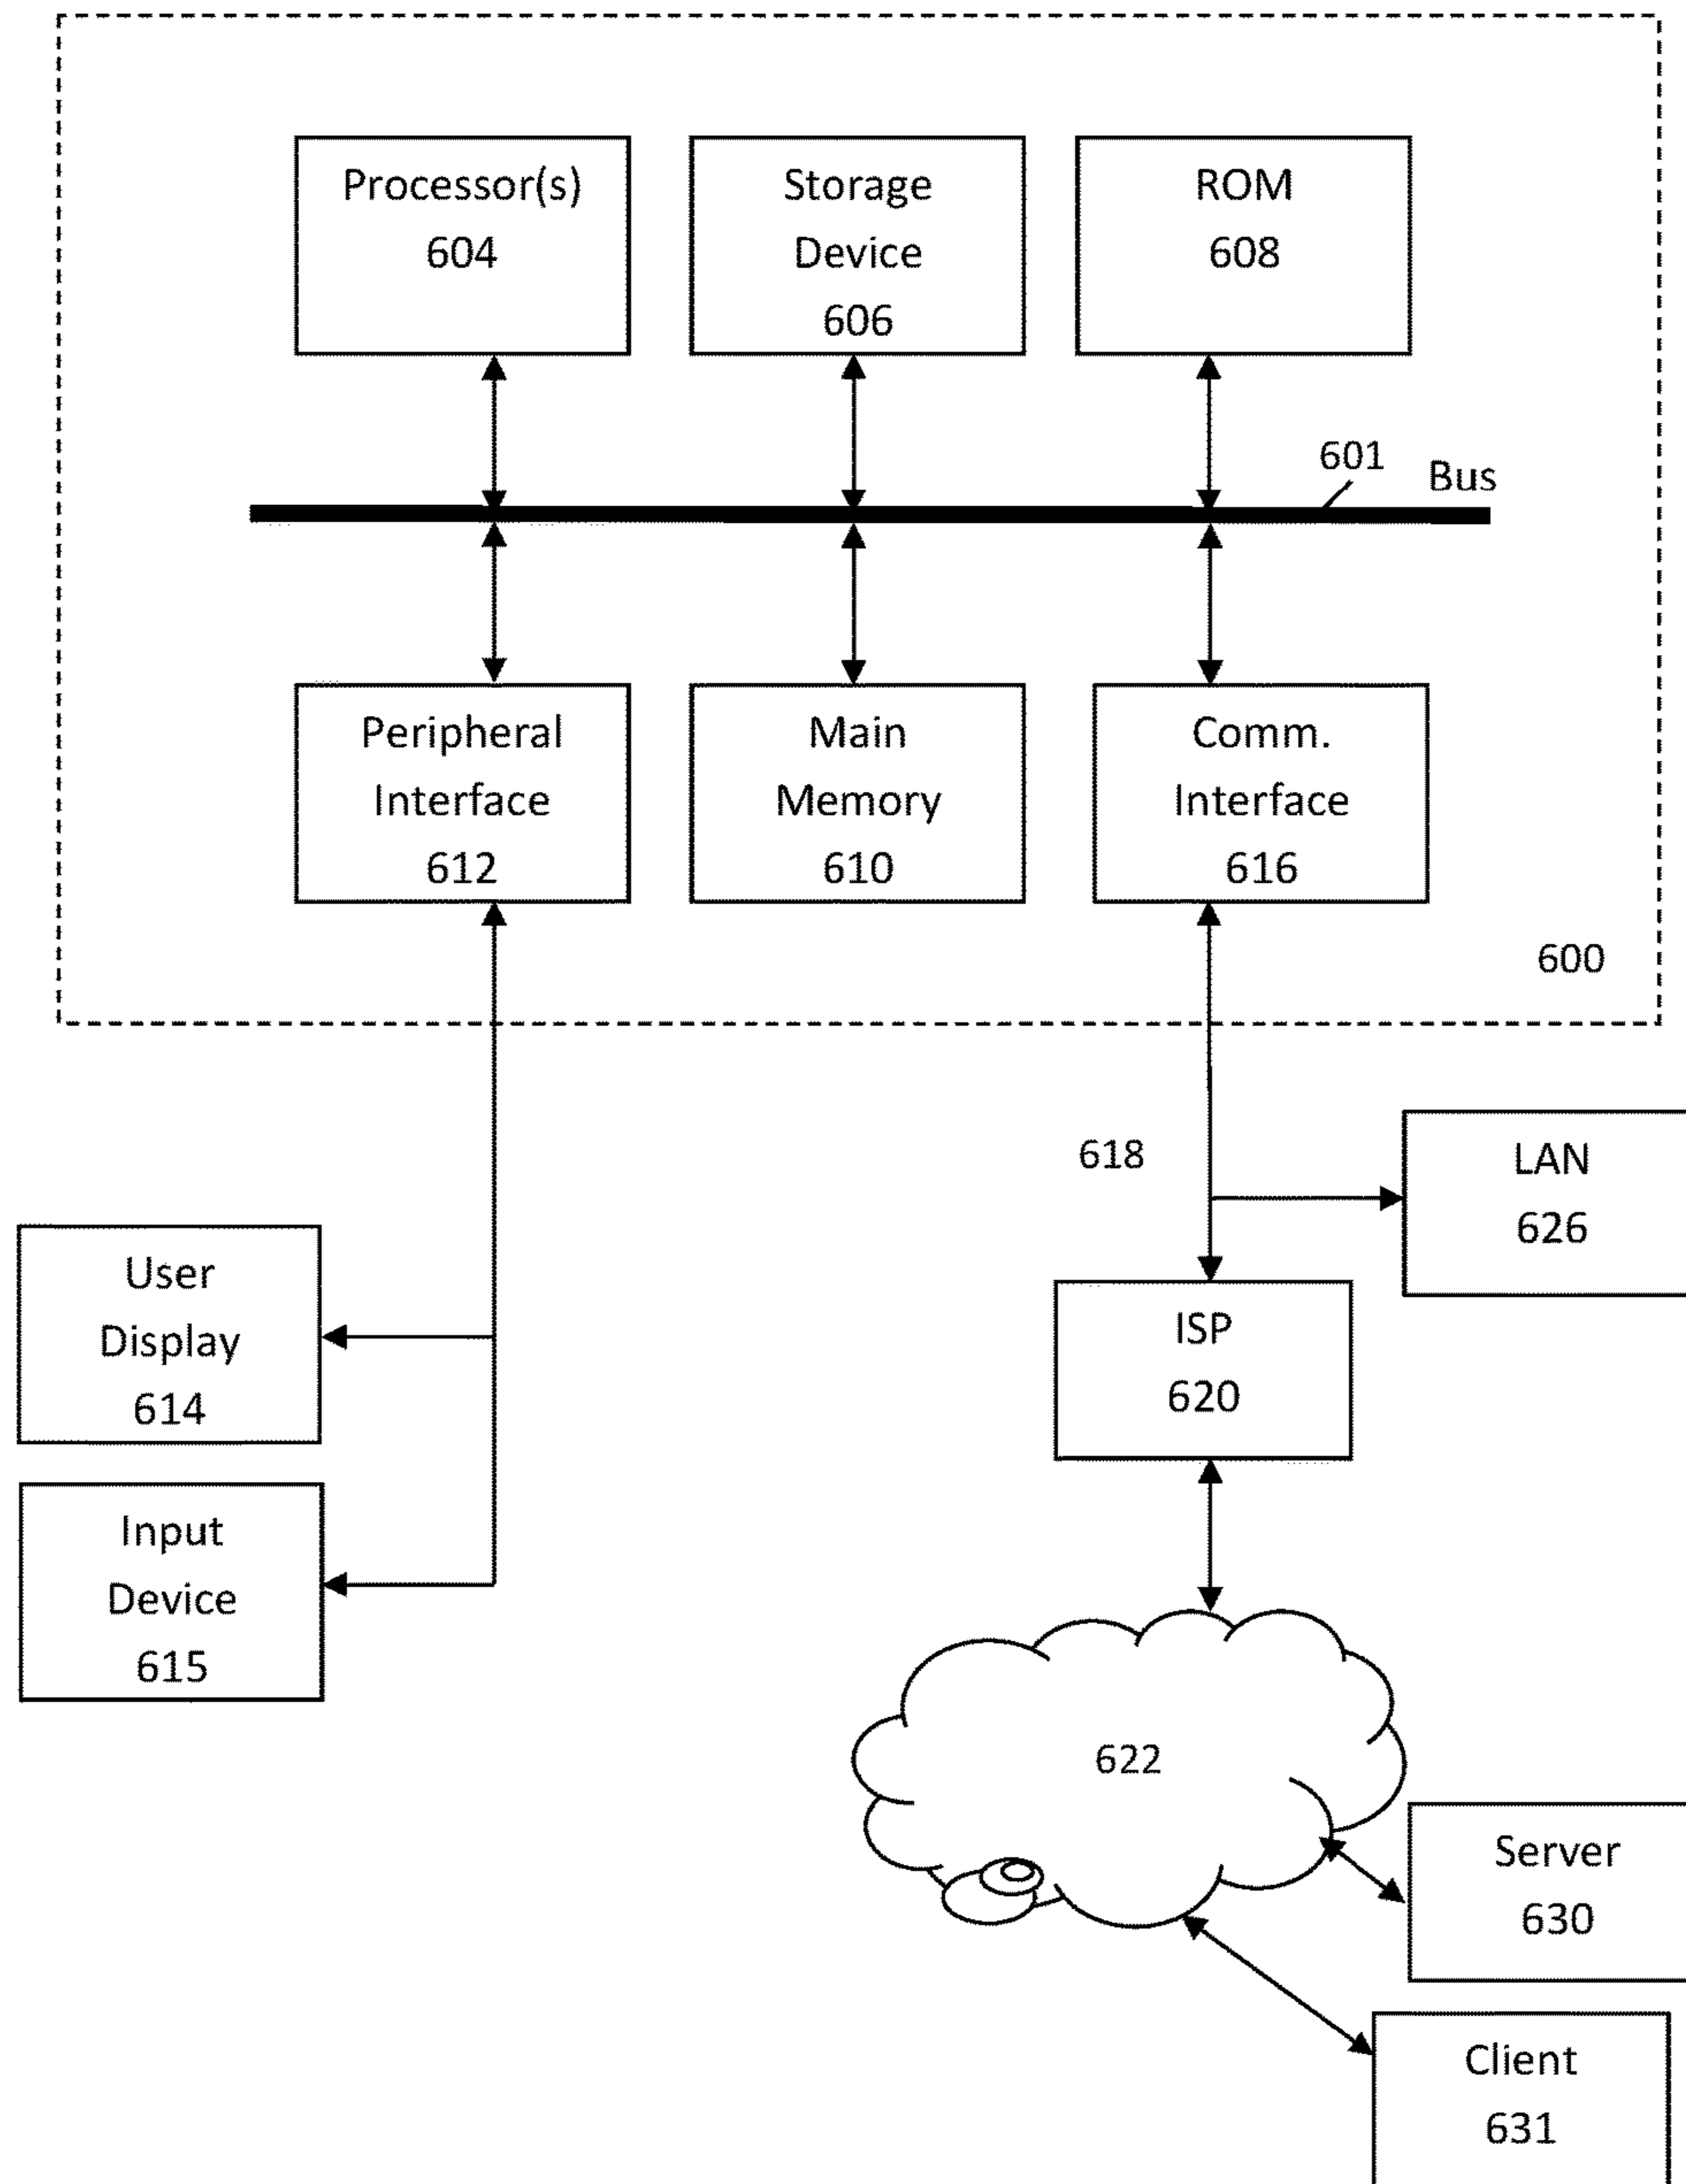 Processor(s)
604
Storage
Device
606
ROM
608
601
Bus
Peripheral
Interface
612
Main
Memory
610
Comm.
Interface
616
600
618
LAN
626
User
Display
614
ISP
620
Input
Device
615
622
Server
630
Client
631